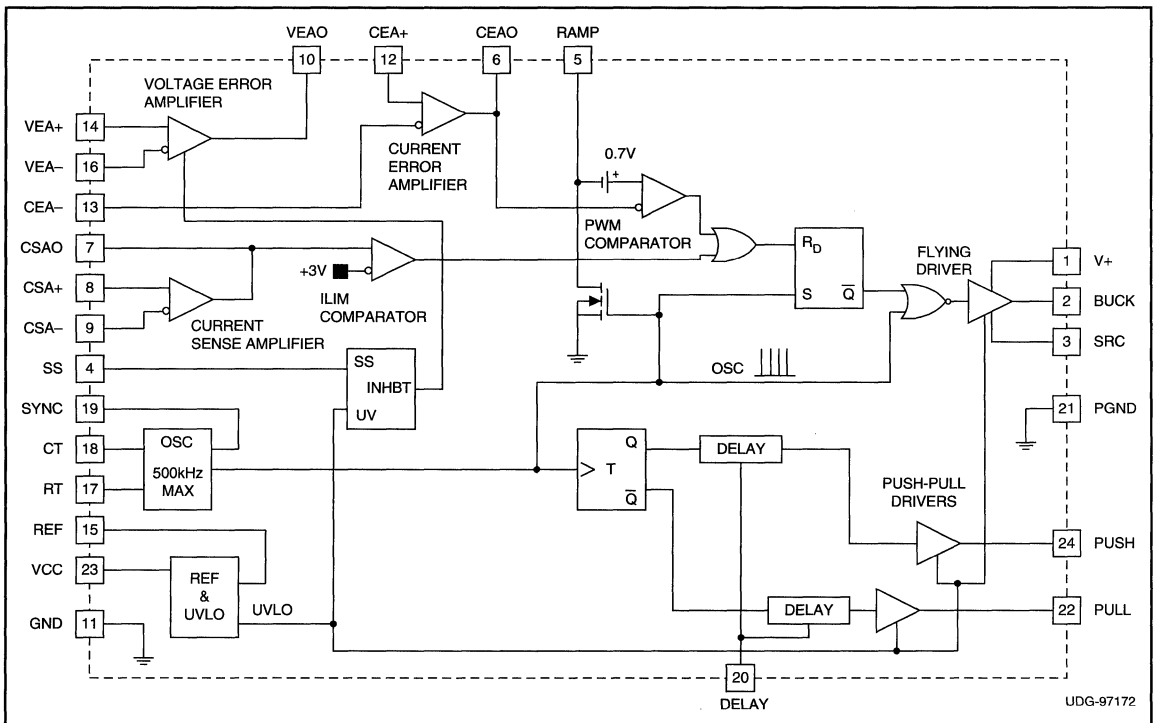 VEAO CEA+ CEAO RAMP
10 12 6 5
VOLTAGE ERROR
AMPLIFIER
VEA+ 14
VEA− 16
CURRENT
ERROR
AMPLIFIER
0.7V
+
CEA− 13
PWM
COMPARATOR
CSAO 7
+3V
ILIM
COMPARATOR
CSA+ 8
CSA− 9
CURRENT
SENSE AMPLIFIER
RD
S
Q
FLYING
DRIVER
1 V+
2 BUCK
3 SRC
SS 4
SS
INHBT
UV
OSC
SYNC 19
21 PGND
CT 18
RT 17
OSC
500kHz
MAX
T
Q
Q
DELAY
PUSH-PULL
DRIVERS
REF 15
VCC 23
REF
&
UVLO
UVLO
24 PUSH
GND 11
DELAY
22 PULL
20
DELAY
UDG-97172